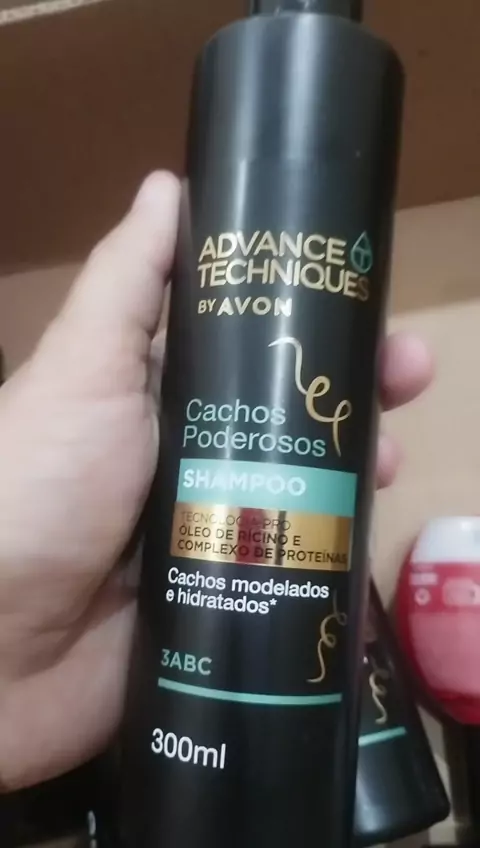 ADVANCE
TECHNIQUES
BY AVON
Cachos
Poderosos
SHAMPOO
TECNOLOGIA PRO
ÓLEO DE RÍCINO E
COMPLEXO DE PROTEÍNAS
Cachos modelados
e hidratados*
3ABC
300ml